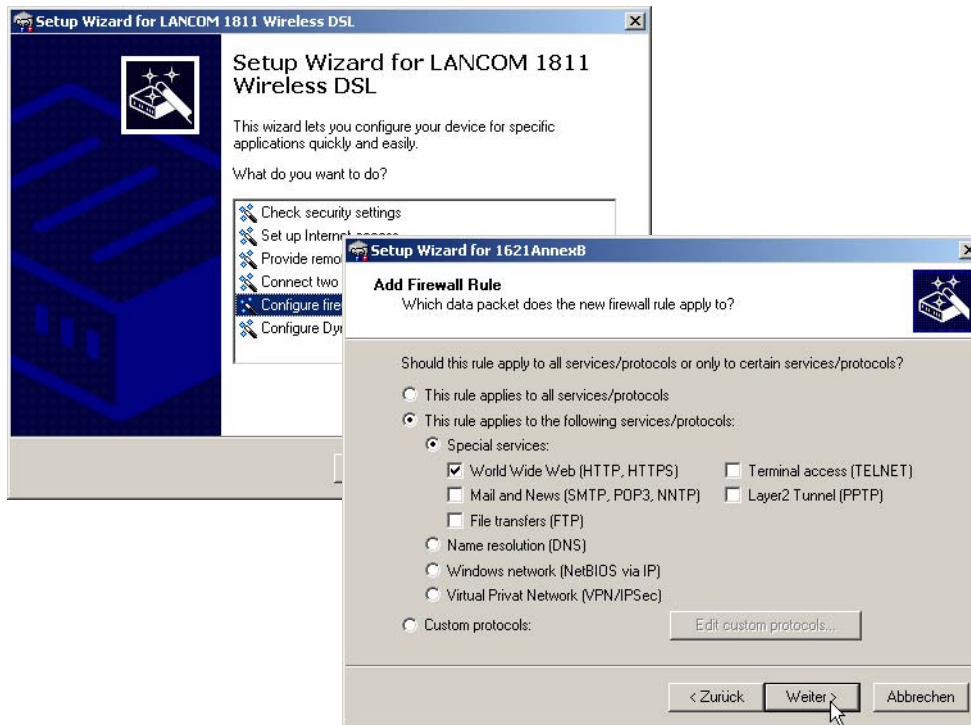 Setup Wizard for LANCOM 1811 Wireless DSL
Setup Wizard for LANCOM 1811
Wireless DSL
This wizard lets you configure your device for specific
applications quickly and easily.
What do you want to do?
Check security settings
Set up Internet access
Provide remo
Connect two
Configure fire
Configure Dy
Setup Wizard for 1621AnnexB
Add Firewall Rule
Which data packet does the new firewall rule apply to?
Should this rule apply to all services/protocols or only to certain services/protocols?
This rule applies to all services/protocols
This rule applies to the following services/protocols:
Special services:
World Wide Web (HTTP, HTTPS)
Terminal access (TELNET)
Mail and News (SMTP, POP3, NNTP)
Layer2 Tunnel (PPTP)
File transfers (FTP)
Name resolution (DNS)
Windows network (NetBIOS via IP)
Virtual Privat Network (VPN/IPSec)
Custom protocols:
Edit custom protocols...
< Zurück
Weiter >
Abbrechen